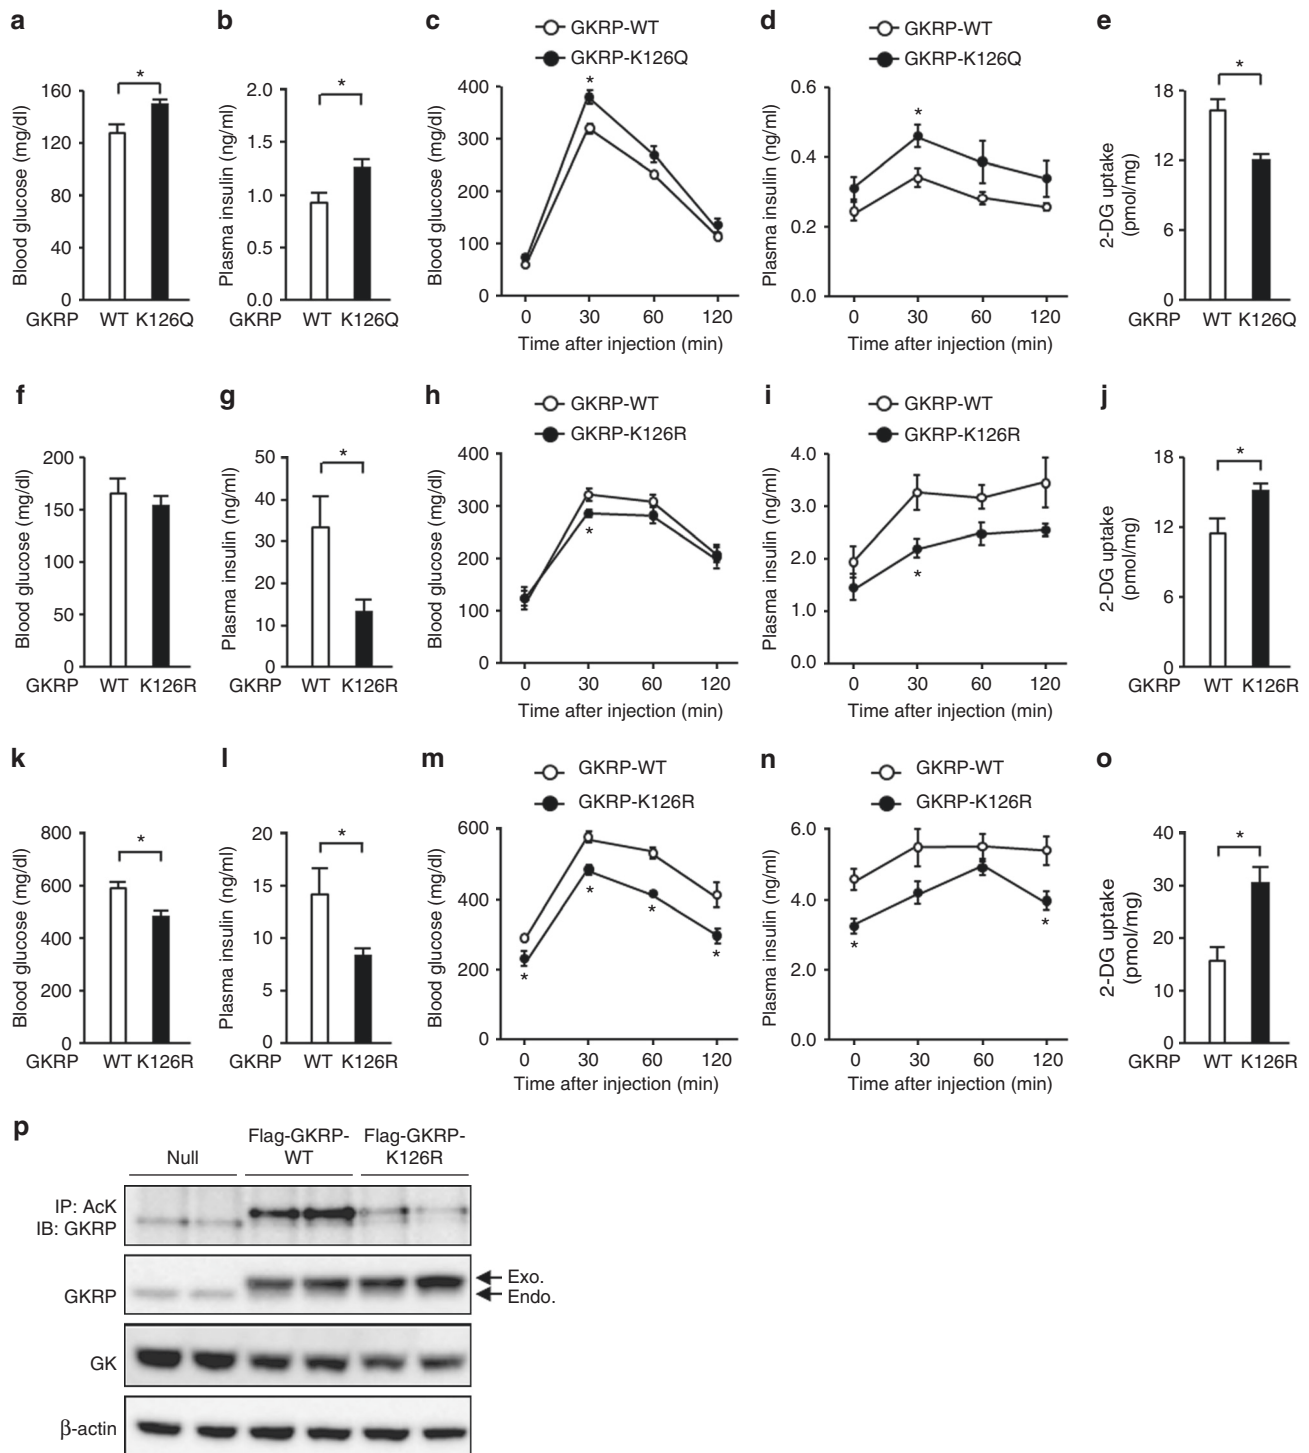 a
Blood glucose (mg/dl)
160
120
80
40
0
*
GKRP WT K126Q
b
Plasma insulin (ng/ml)
2.0
1.5
1.0
0.5
0.0
*
GKRP WT K126Q
c
GKRP-WT
GKRP-K126Q
Blood glucose (mg/dl)
400
300
200
100
0
*
0 30 60 120
Time after injection (min)
d
GKRP-WT
GKRP-K126Q
Plasma insulin (ng/ml)
0.6
0.4
0.2
0.0
*
0 30 60 120
Time after injection (min)
e
2-DG uptake
(pmol/mg)
18
12
6
0
*
GKRP WT K126Q
f
Blood glucose (mg/dl)
200
150
100
50
0
GKRP WT K126R
g
Plasma insulin (ng/ml)
50
40
30
20
10
0
*
GKRP WT K126R
h
GKRP-WT
GKRP-K126R
Blood glucose (mg/dl)
400
300
200
100
0
*
0 30 60 120
Time after injection (min)
i
GKRP-WT
GKRP-K126R
Plasma insulin (ng/ml)
4.0
3.0
2.0
1.0
0.0
*
0 30 60 120
Time after injection (min)
j
2-DG uptake
(pmol/mg)
18
12
6
0
*
GKRP WT K126R
k
Blood glucose (mg/dl)
800
600
400
200
0
*
GKRP WT K126R
l
Plasma insulin (ng/ml)
20
15
10
5
0
*
GKRP WT K126R
m
GKRP-WT
GKRP-K126R
Blood glucose (mg/dl)
600
400
200
0
* * * *
0 30 60 120
Time after injection (min)
n
GKRP-WT
GKRP-K126R
Plasma insulin (ng/ml)
6.0
4.0
2.0
0.0
* *
0 30 60 120
Time after injection (min)
o
2-DG uptake
(pmol/mg)
40
30
20
10
0
*
GKRP WT K126R
p
Null
Flag-GKRP-
WT
Flag-GKRP-
K126R
IP: AcK
IB: GKRP
GKRP
Exo.
Endo.
GK
β-actin